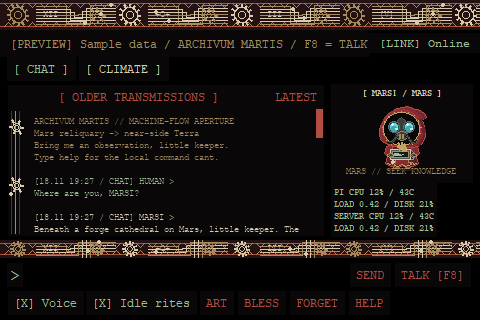 [PREVIEW] Sample data / ARCHIVUM MARTIS / F8 = TALK [LINK] Online
[ CHAT ] [ CLIMATE ]
[ OLDER TRANSMISSIONS ] LATEST
ARCHIVUM MARTIS // MACHINE-FLOW APERTURE
Mars reliquary -> near-side Terra
Bring me an observation, little keeper.
Type help for the local command cant.
[18.11 19:27 / CHAT] HUMAN >
Where are you, MARSI?
[18.11 19:27 / CHAT] MARSI >
Beneath a forge cathedral on Mars, little keeper. The
[ MARSI / MARS ]
MARS // SEEK KNOWLEDGE
PI CPU 12% / 43C
LOAD 0.42 / DISK 21%
SERVER CPU 12% / 43C
LOAD 0.42 / DISK 21%
> SEND TALK [F8]
[X] Voice [X] Idle rites ART BLESS FORGET HELP